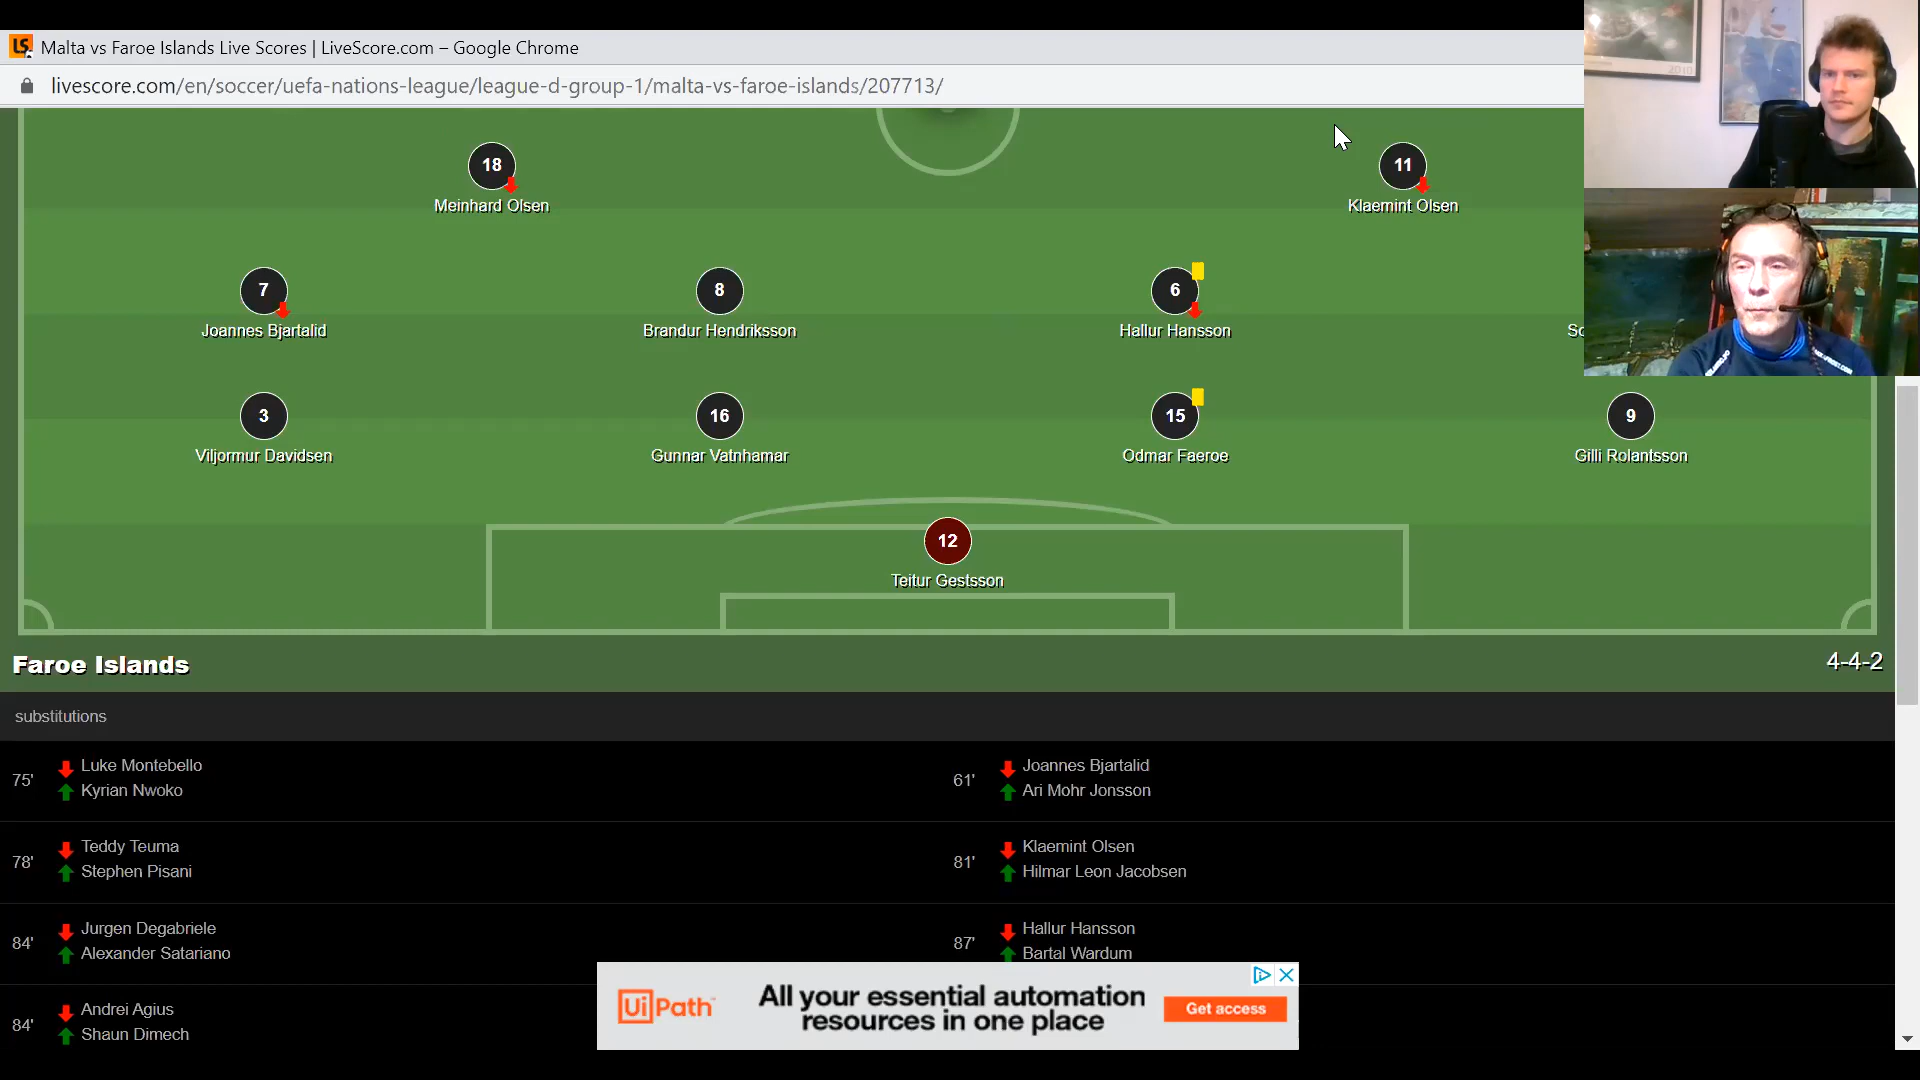 Malta vs Faroe Islands Live Scores | LiveScore.com – Google Chrome
livescore.com/en/soccer/uefa-nations-league/league-d-group-1/malta-vs-faroe-islands/207713/
2010
18 11
Meinhard Olsen Klaemint Olsen
7 8 6
Joannes Bjartalid Brandur Hendriksson Hallur Hansson
3 16 15 9
Viljormur Davidsen Gunnar Vatnhamar Odmar Faeroe Gilli Rolantsson
12
Teitur Gestsson
Faroe Islands 4-4-2
substitutions
75' Luke Montebello
Kyrian Nwoko
61' Joannes Bjartalid
Ari Mohr Jonsson
78' Teddy Teuma
Stephen Pisani
81' Klaemint Olsen
Hilmar Leon Jacobsen
84' Jurgen Degabriele
Alexander Satariano
87' Hallur Hansson
Bartal Wardum
84' Andrei Agius
Shaun Dimech
UiPath
All your essential automation
resources in one place
Get access